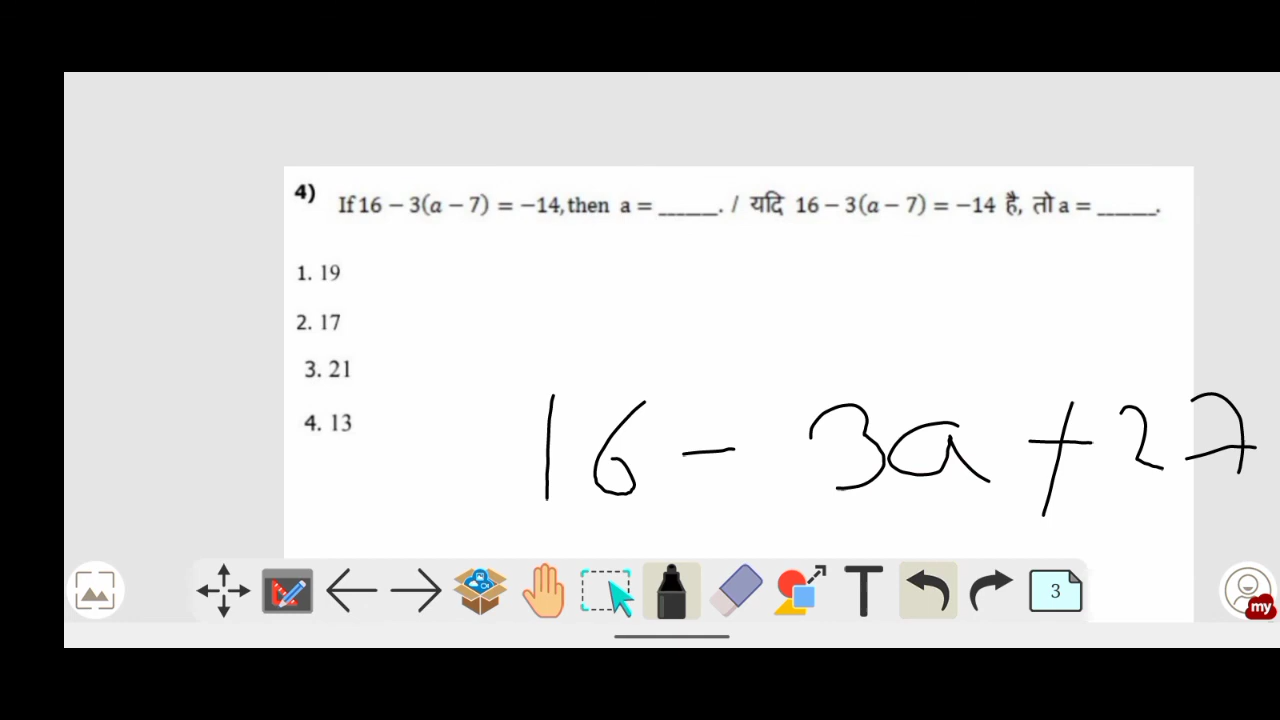 4) If 16 − 3(a − 7) = −14, then a = ______. / यदि 16 − 3(a − 7) = −14 है, तो a = ______.
1. 19
2. 17
3. 21
4. 13
16 − 3a + 27
T 3
my